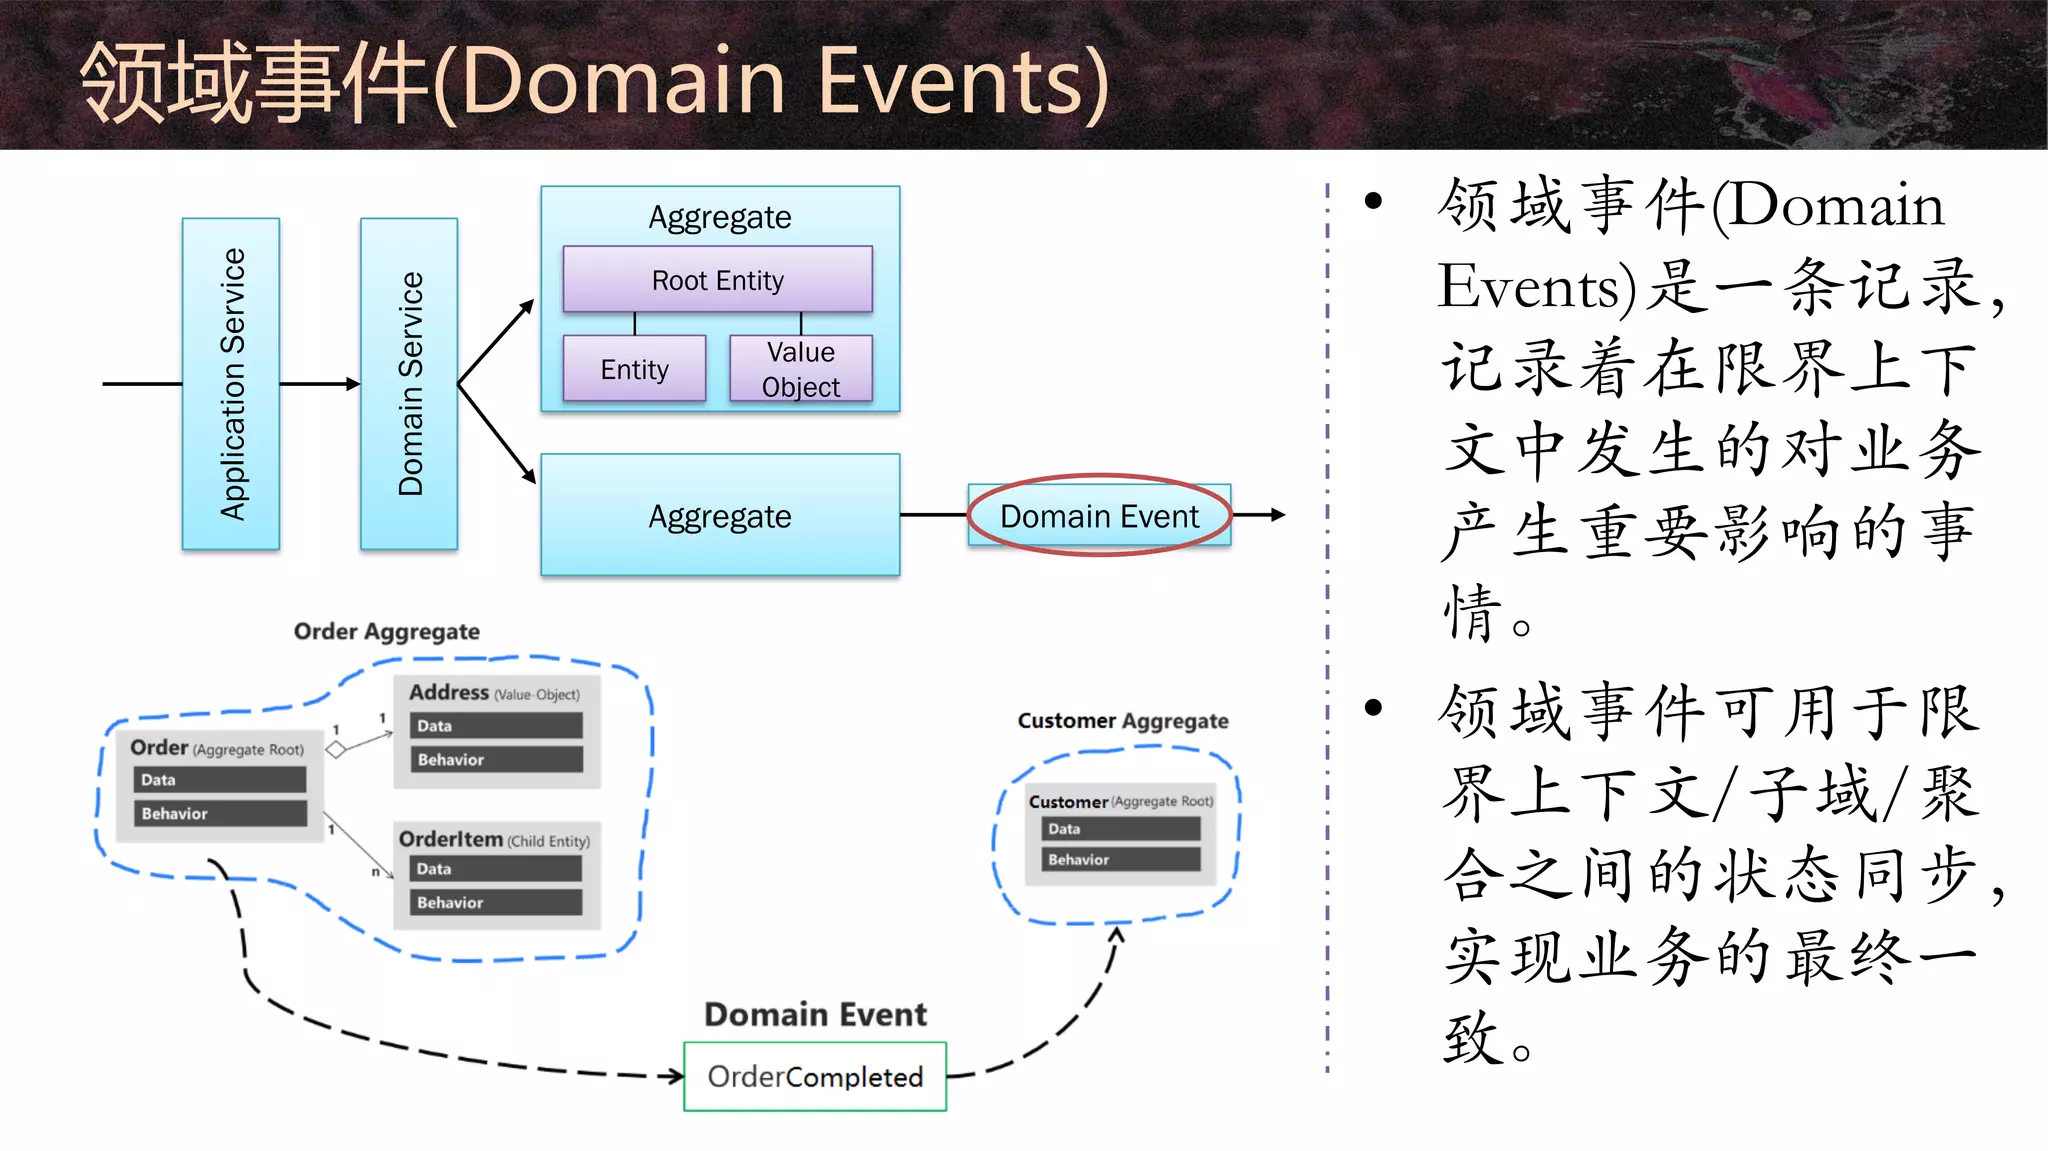 领域事件(Domain Events)
Application Service
Domain Service
Aggregate
Root Entity
Entity
Value
Object
Aggregate
Domain Event
Order Aggregate
Order (Aggregate Root)
Data
Behavior
1
1
Address (Value-Object)
Data
Behavior
1
n
OrderItem (Child Entity)
Data
Behavior
Customer Aggregate
Customer (Aggregate Root)
Data
Behavior
Domain Event
OrderCompleted
• 领域事件(Domain
Events)是一条记录，
记录着在限界上下
文中发生的对业务
产生重要影响的事
情。
• 领域事件可用于限
界上下文/子域/聚
合之间的状态同步，
实现业务的最终一
致。